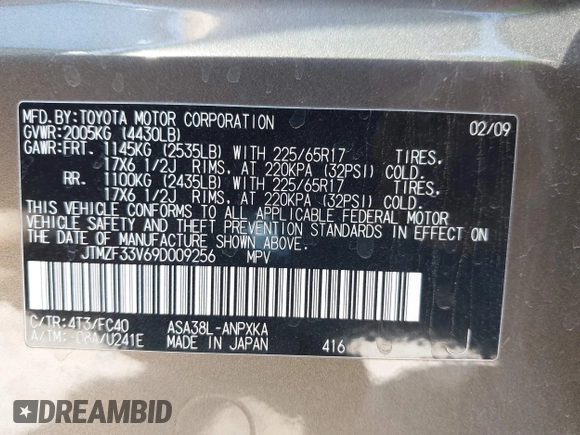 MFD.BY:TOYOTA MOTOR CORPORATION 02/09
GVWR:2005KG (4430LB)
GAWR:FRT. 1145KG (2535LB) WITH 225/65R17 TIRES,
17X6 1/2J RIMS, AT 220KPA (32PSI) COLD.
RR. 1100KG (2435LB) WITH 225/65R17 TIRES,
17X6 1/2J RIMS, AT 220KPA (32PSI) COLD.
THIS VEHICLE CONFORMS TO ALL APPLICABLE FEDERAL MOTOR
VEHICLE SAFETY AND THEFT PREVENTION STANDARDS IN EFFECT
ON THE DATE OF MANUFACTURE SHOWN ABOVE.
JTMZF33V69D009256 MPV
C/TR:4T3/FC40 ASA38L-ANPXKA
A/TM: /U241E MADE IN JAPAN 416 J
DREAMBID